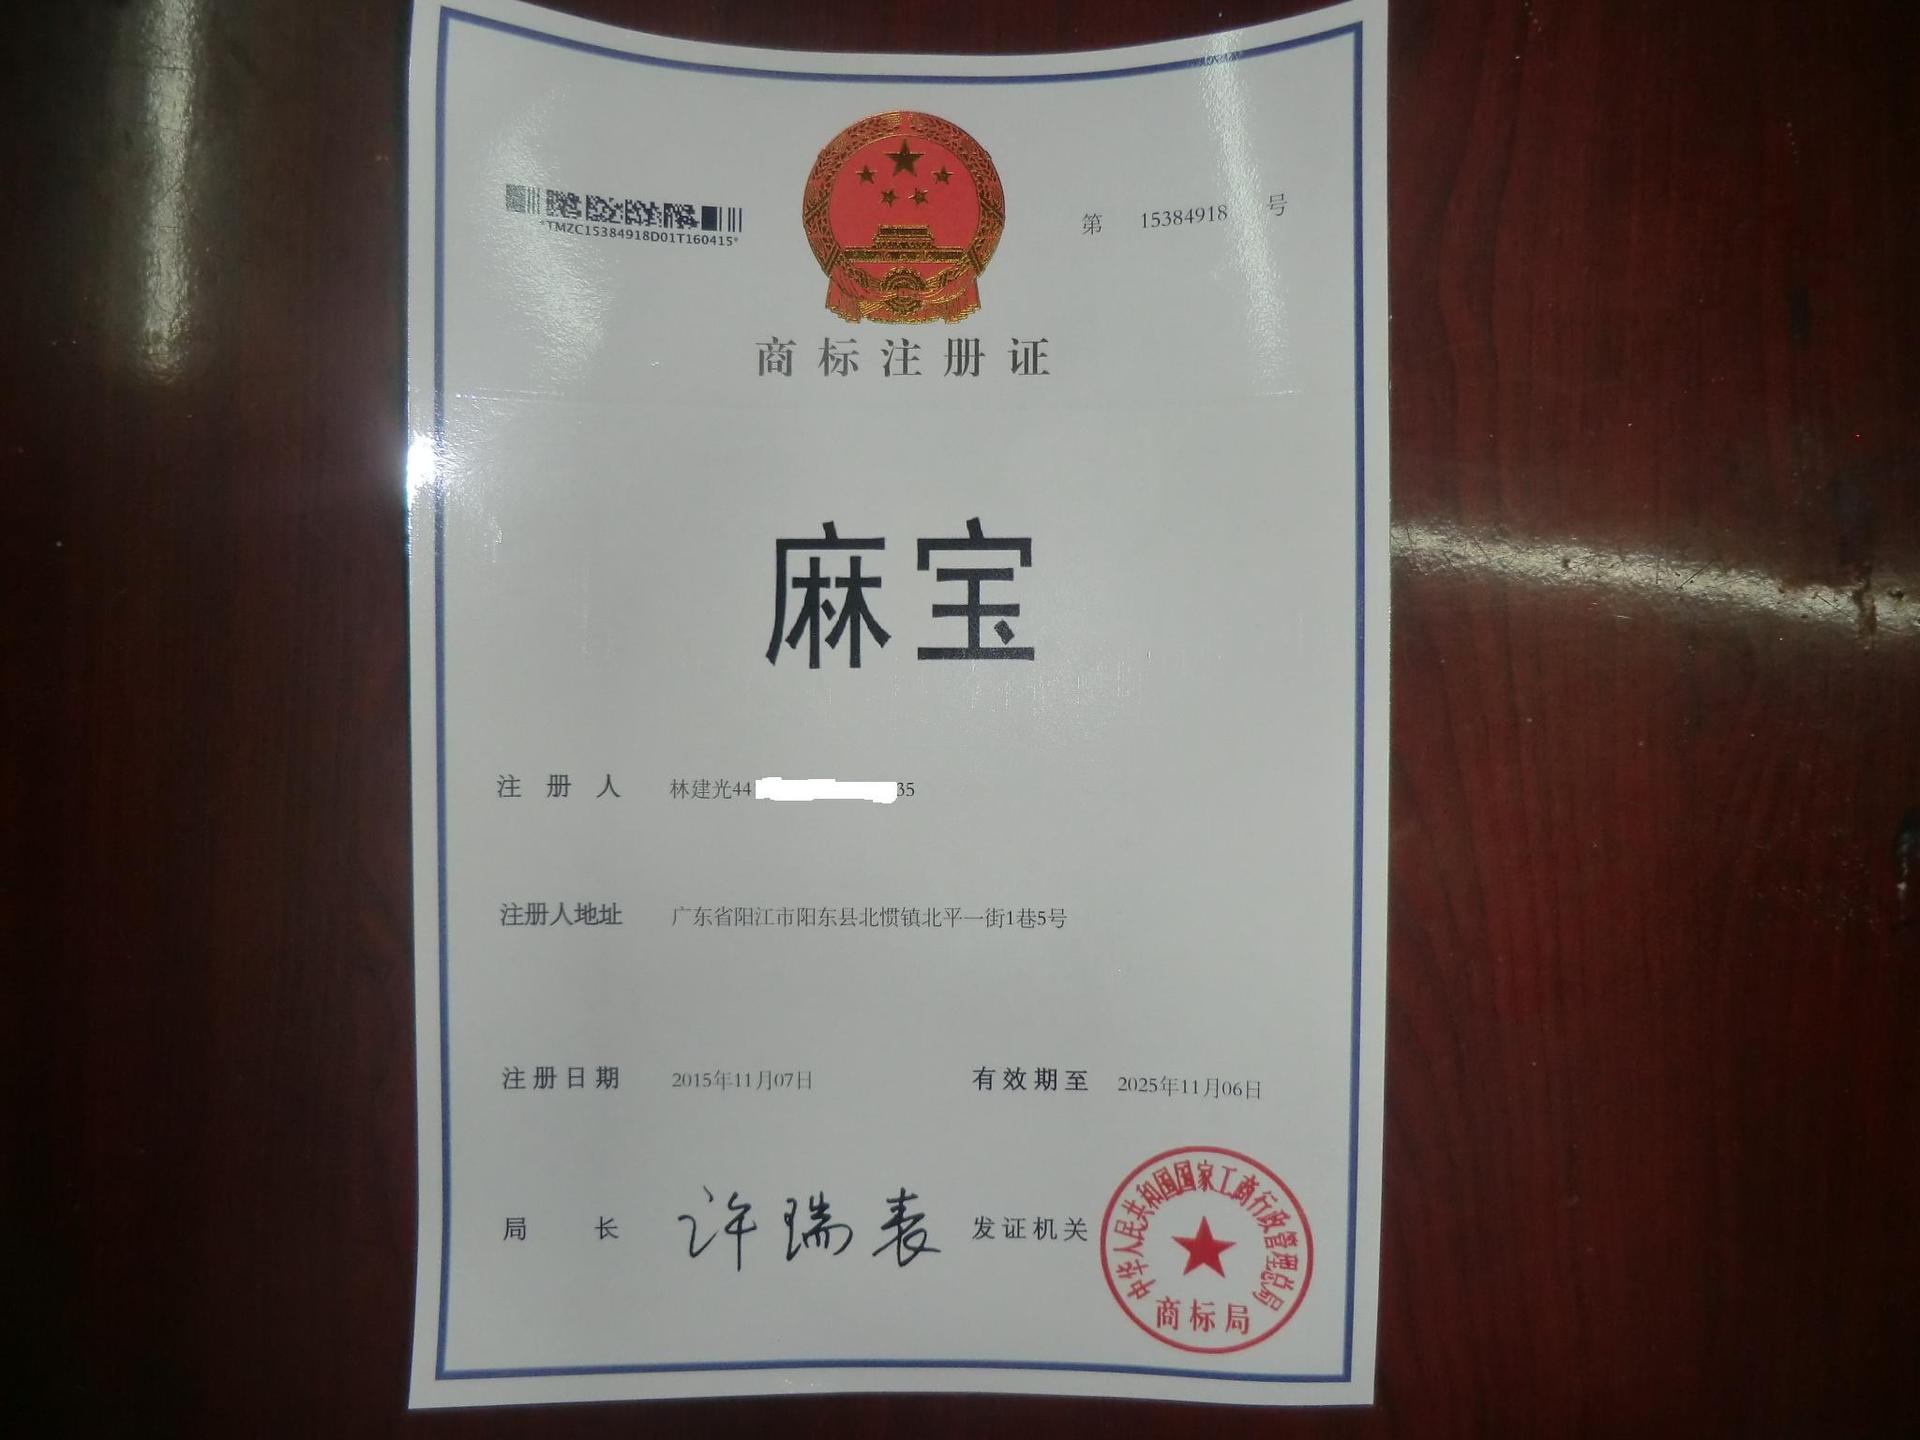 *TMZC15384918D01T160415*
第 15384918 号
商标注册证
麻宝
注册人 林建光44 35
注册人地址 广东省阳江市阳东县北惯镇北平一街1巷5号
注册日期 2015年11月07日 有效期至 2025年11月06日
局长 许瑞表 发证机关
中华人民共和国国家工商行政管理总局
商标局